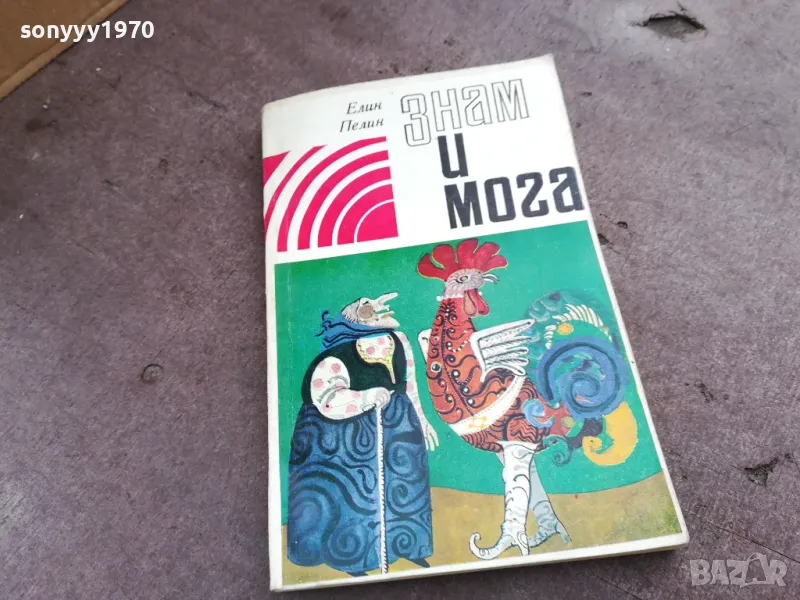 sonyyy1970
Елин
Пелин
Знам
и
мога
BAZAR